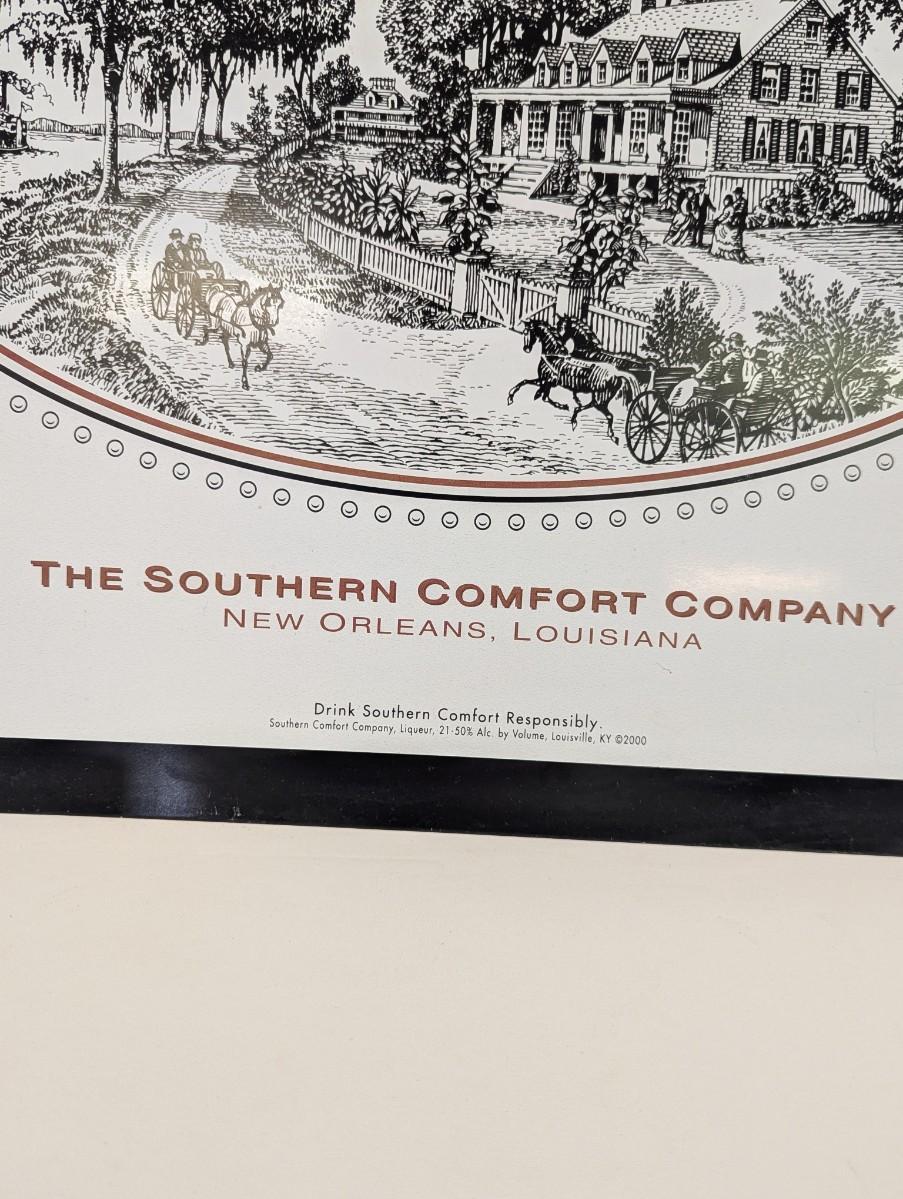 THE SOUTHERN COMFORT COMPANY
NEW ORLEANS, LOUISIANA
Drink Southern Comfort Responsibly.
Southern Comfort Company, Liqueur, 21-50% Alc. by Volume, Louisville, KY ©2000